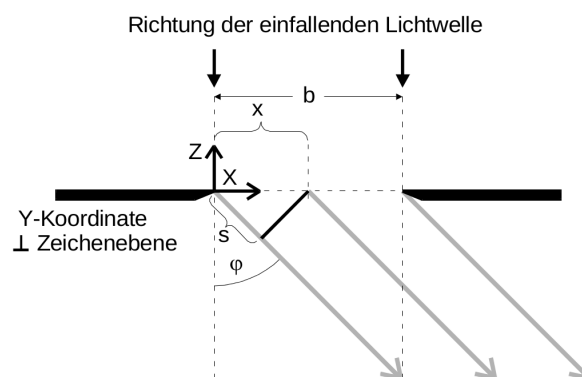 Richtung der einfallenden Lichtwelle
b
x
Z
X
Y-Koordinate
⊥ Zeichenebene
s
φ